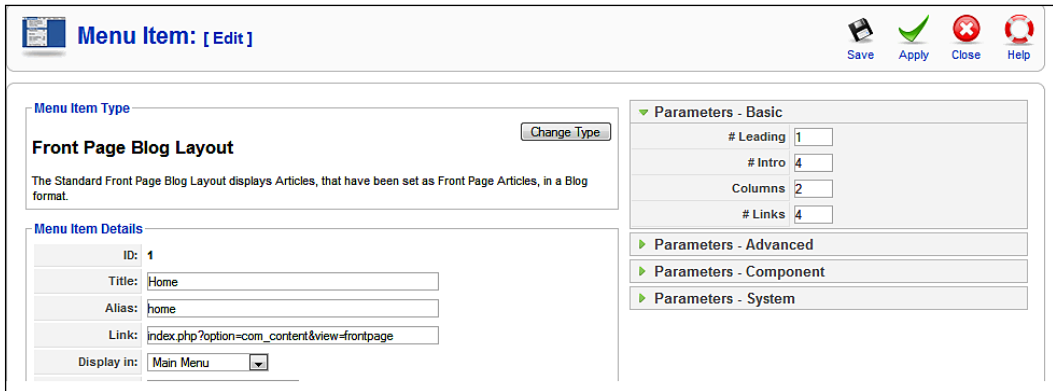 Menu Item: [ Edit ]
Save Apply Close Help
Menu Item Type
Change Type
Front Page Blog Layout
The Standard Front Page Blog Layout displays Articles, that have been set as Front Page Articles, in a Blog
format.
Menu Item Details
ID: 1
Title: Home
Alias: home
Link: index.php?option=com_content&view=frontpage
Display in: Main Menu
Parameters - Basic
# Leading 1
# Intro 4
Columns 2
# Links 4
Parameters - Advanced
Parameters - Component
Parameters - System